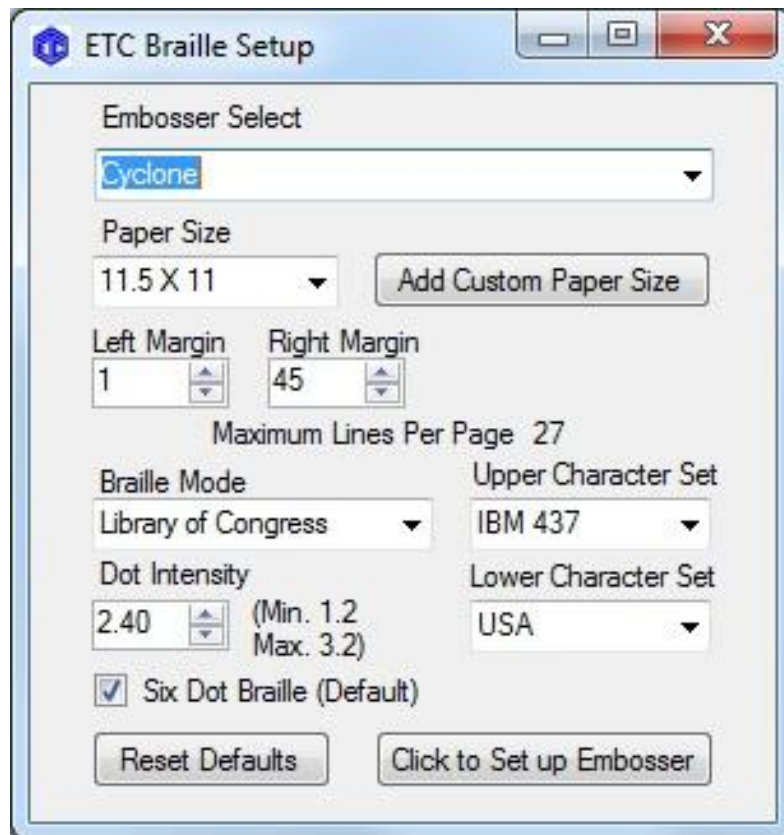 ETC ETC Braille Setup
Embosser Select
Cyclone
Paper Size
11.5 X 11 Add Custom Paper Size
Left Margin Right Margin
1 45
Maximum Lines Per Page 27
Braille Mode Upper Character Set
Library of Congress IBM 437
Dot Intensity Lower Character Set
2.40 (Min. 1.2
Max. 3.2) USA
Six Dot Braille (Default)
Reset Defaults Click to Set up Embosser